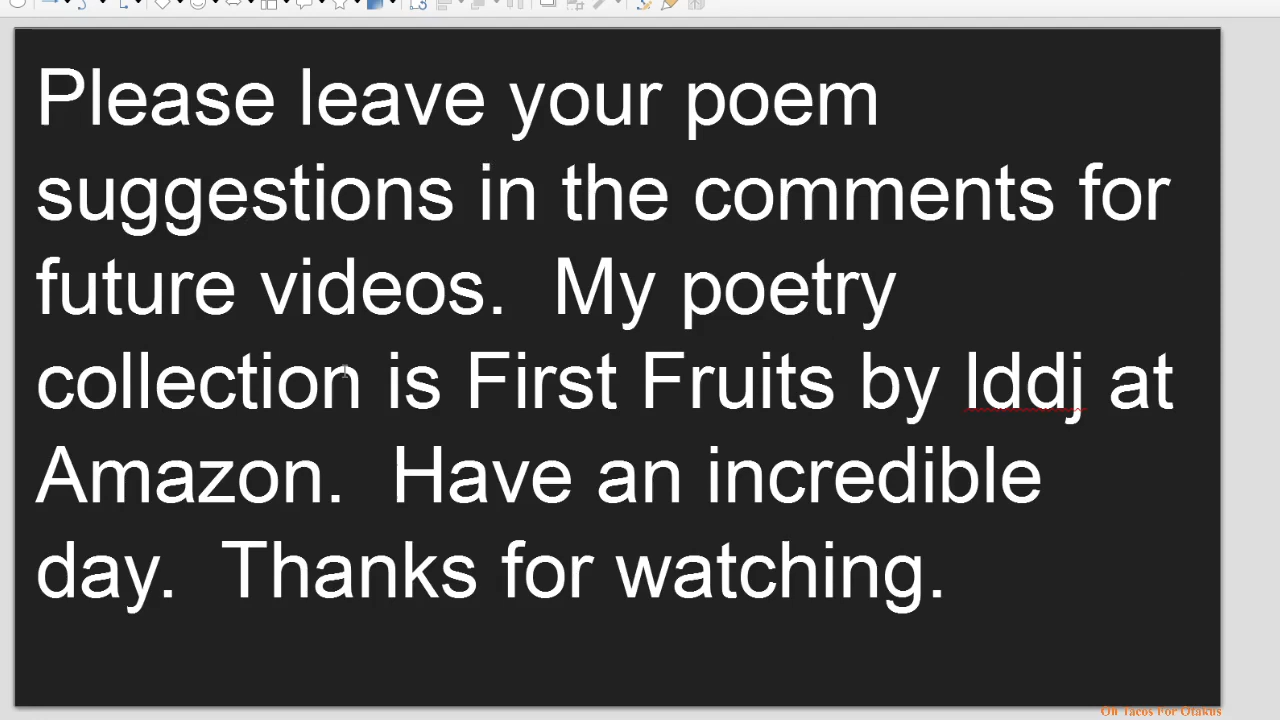 Please leave your poem
suggestions in the comments for
future videos.  My poetry
collection is First Fruits by lddj at
Amazon.  Have an incredible
day.  Thanks for watching.
Oh Tacos For Otakus